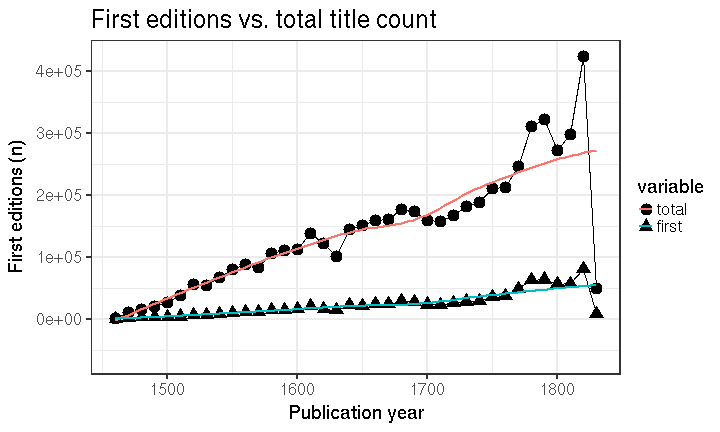 First editions vs. total title count
First editions (n)
4e+05
3e+05
2e+05
1e+05
0e+00
1500 1600 1700 1800
Publication year
variable
total
first